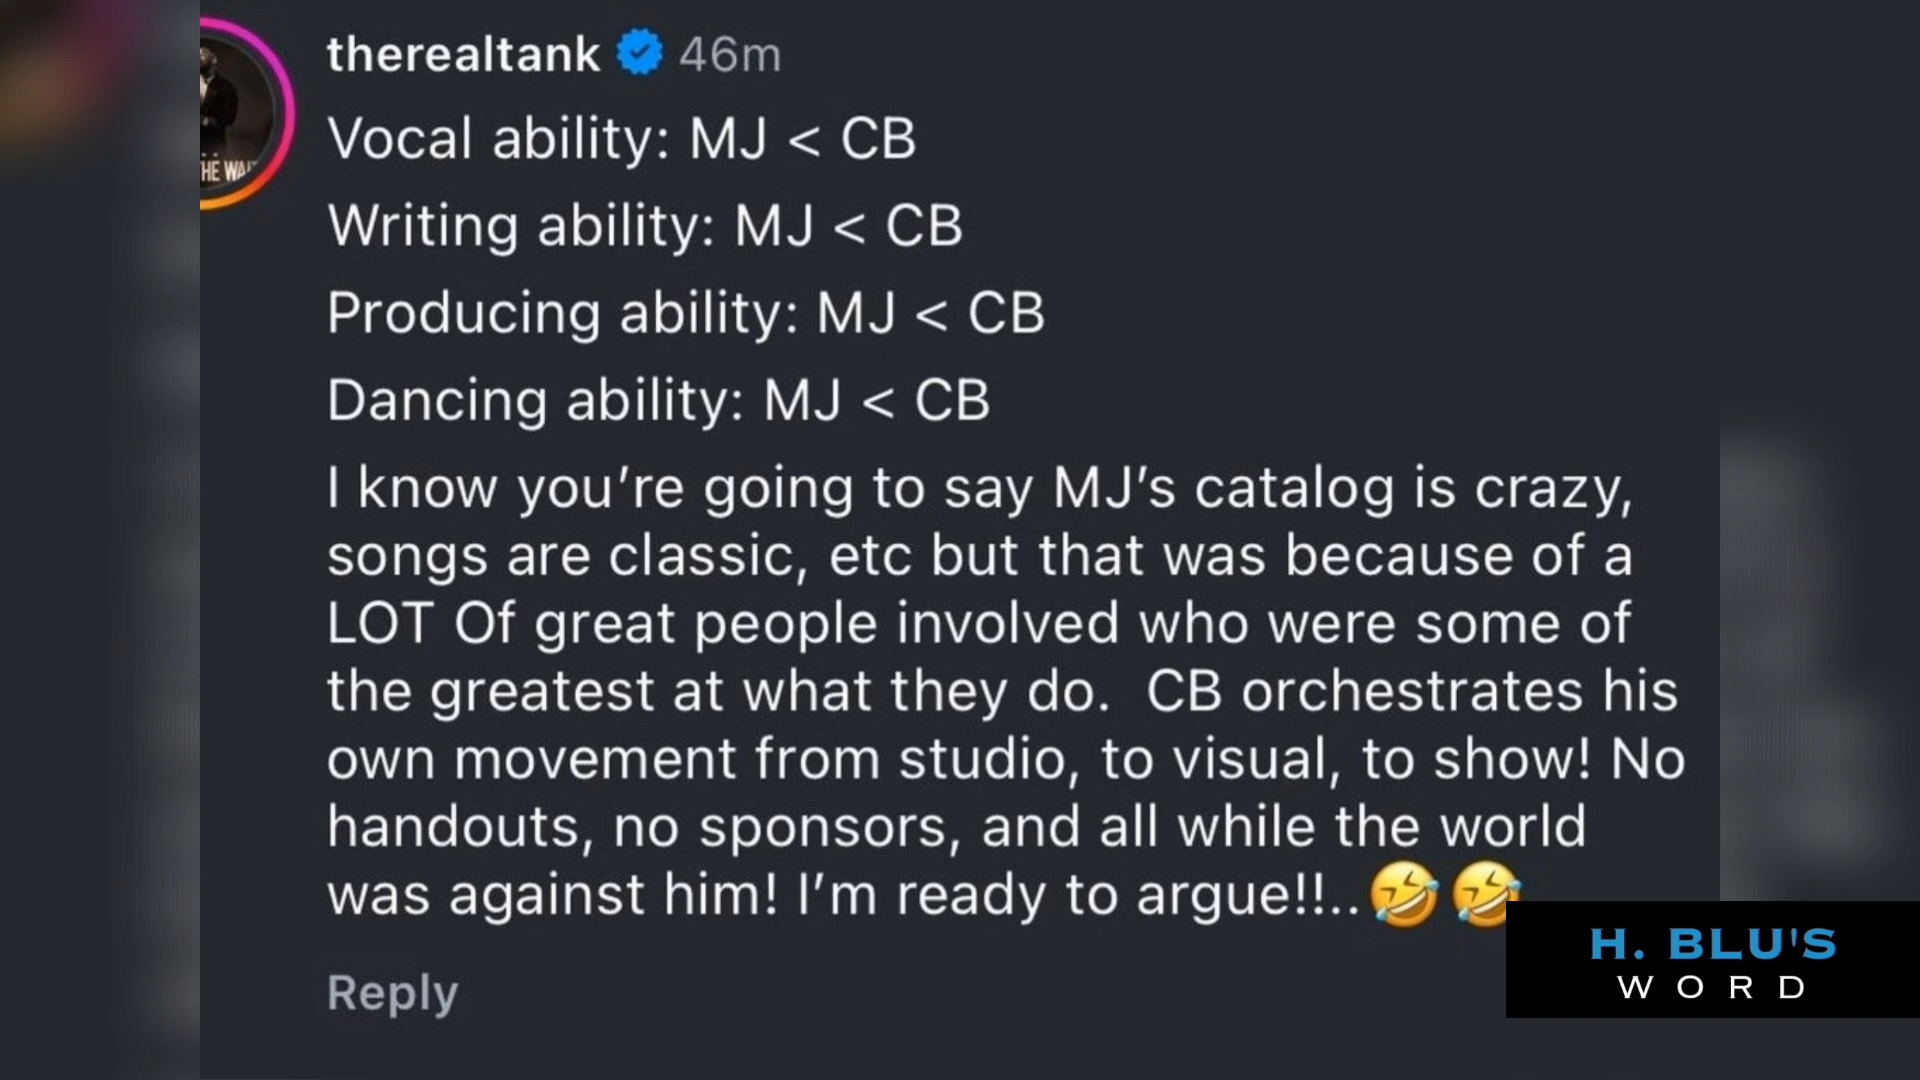 therealtank 46m
Vocal ability: MJ < CB
Writing ability: MJ < CB
Producing ability: MJ < CB
Dancing ability: MJ < CB
I know you’re going to say MJ’s catalog is crazy,
songs are classic, etc but that was because of a
LOT Of great people involved who were some of
the greatest at what they do.  CB orchestrates his
own movement from studio, to visual, to show! No
handouts, no sponsors, and all while the world
was against him! I’m ready to argue!!..🤣🤣
Reply
HE WAI
H. BLU'S
WORD